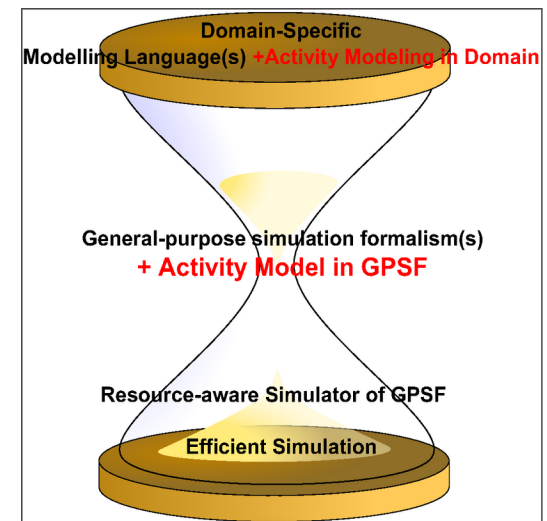 Domain-Specific
Modelling Language(s) +Activity Modeling in Domain
General-purpose simulation formalism(s)
+ Activity Model in GPSF
Resource-aware Simulator of GPSF
Efficient Simulation